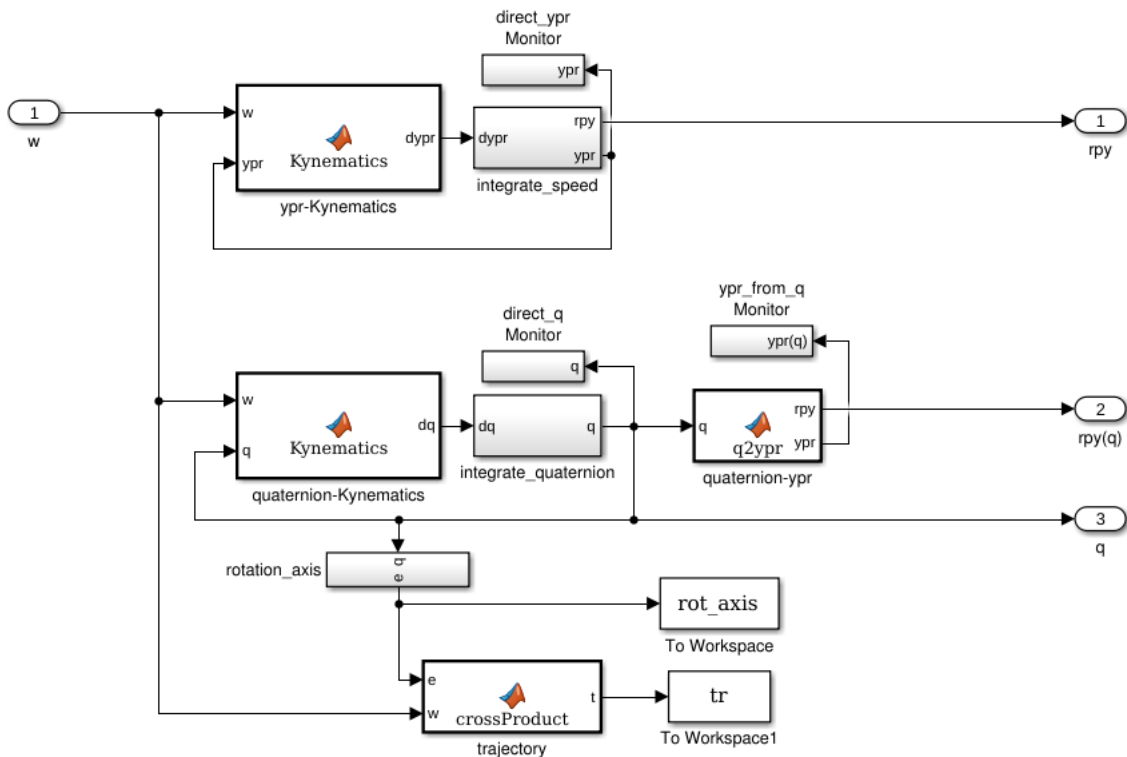 direct_ypr
Monitor
ypr
1
w
w
ypr
Kynematics
dypr
ypr-Kynematics
dypr
rpy
ypr
integrate_speed
1
rpy
direct_q
Monitor
q
ypr_from_q
Monitor
ypr(q)
w
q
Kynematics
dq
quaternion-Kynematics
dq
q
integrate_quaternion
q
q2ypr
rpy
ypr
quaternion-ypr
2
rpy(q)
3
q
rotation_axis
q
e
rot_axis
To Workspace
e
w
crossProduct
t
trajectory
tr
To Workspace1